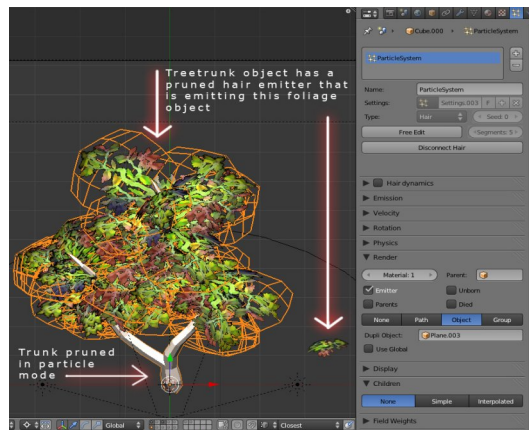 Cube.000
ParticleSystem
Treetrunk object has a
pruned hair emitter that
is emitting this foliage
object
ParticleSystem
Name:
ParticleSystem
Settings:
Settings.003
F
Type:
Hair
Seed: 0
Free Edit
Segments: 5
Disconnect Hair
Hair dynamics
Emission
Velocity
Rotation
Physics
Render
Material: 1
Parent:
Emitter
Unborn
Parents
Died
None
Path
Object
Group
Dupli Object:
Plane.003
Use Global
Display
Children
None
Simple
Interpolated
Field Weights
Trunk pruned
in particle
mode
Global
Closest